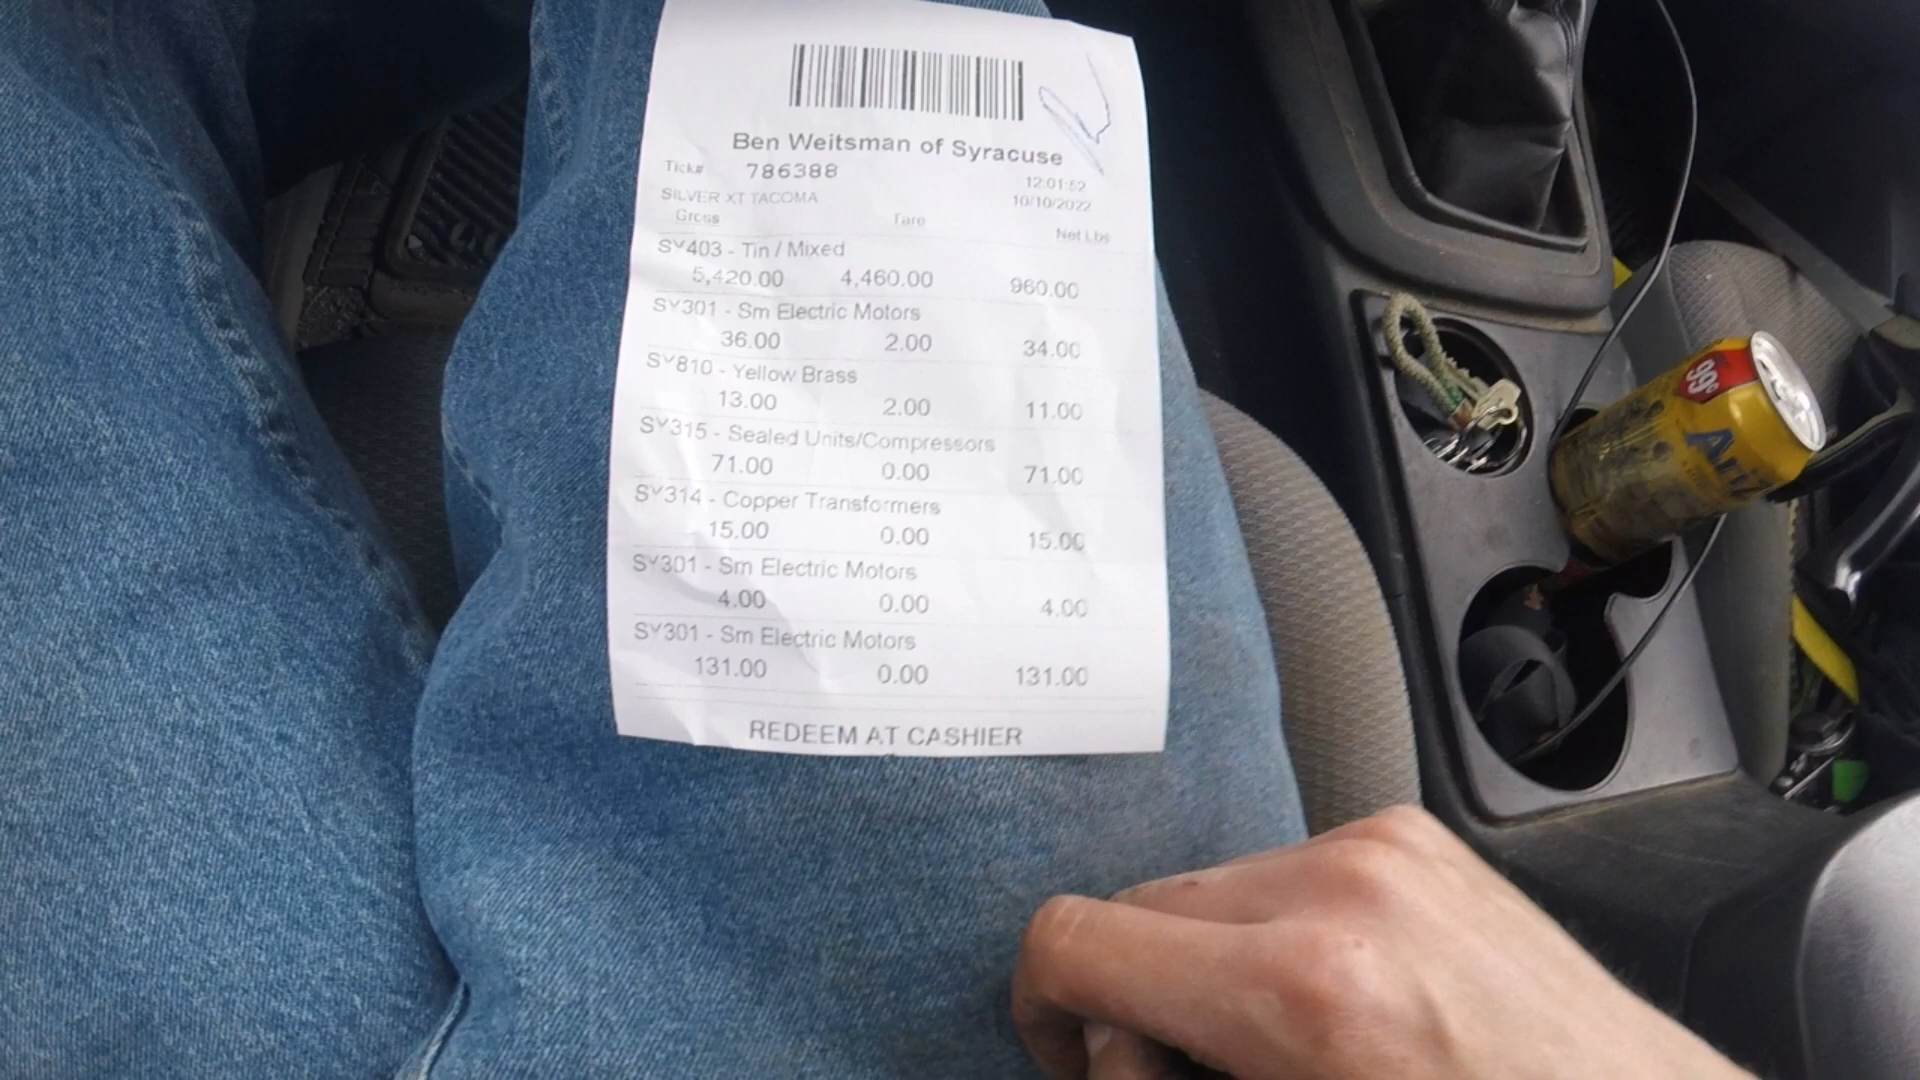 Ben Weitsman of Syracuse
Tick# 786388 12:01:52
SILVER XT TACOMA 10/10/2022
Gross Tare Net Lbs
SY403 - Tin / Mixed
5,420.00 4,460.00 960.00
SY301 - Sm Electric Motors
36.00 2.00 34.00
SY810 - Yellow Brass
13.00 2.00 11.00
SY315 - Sealed Units/Compressors
71.00 0.00 71.00
SY314 - Copper Transformers
15.00 0.00 15.00
SY301 - Sm Electric Motors
4.00 0.00 4.00
SY301 - Sm Electric Motors
131.00 0.00 131.00
REDEEM AT CASHIER
99¢
AriZ